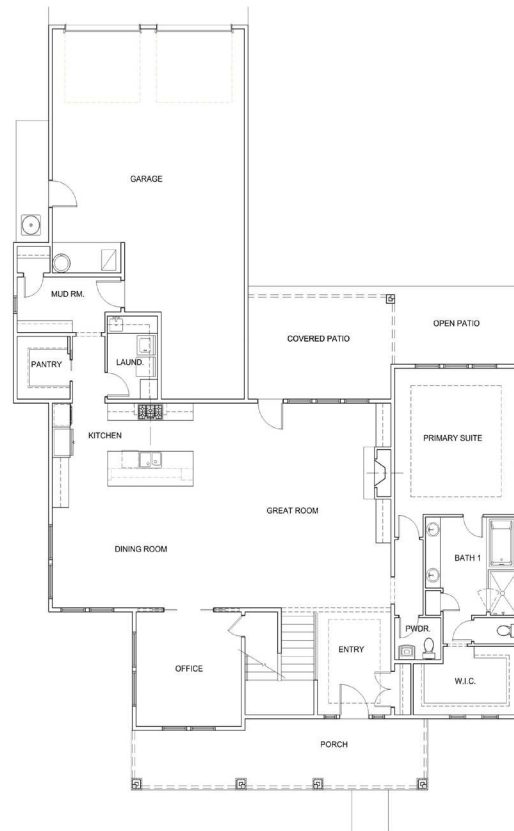 GARAGE
MUD RM.
OPEN PATIO
COVERED PATIO
PANTRY
LAUND.
KITCHEN
PRIMARY SUITE
GREAT ROOM
DINING ROOM
BATH 1
PWDR.
ENTRY
OFFICE
W.I.C.
PORCH